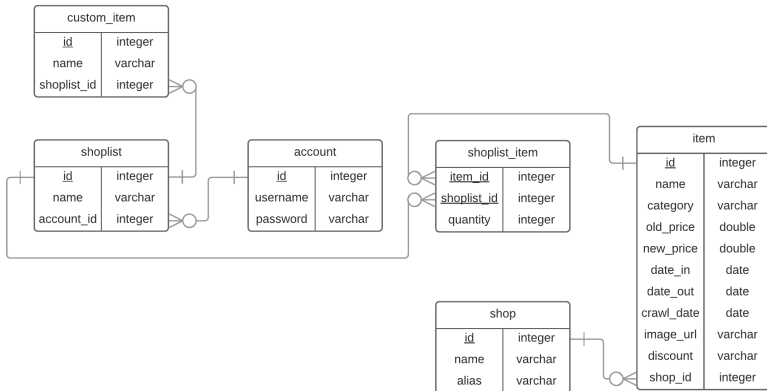 custom_item
id integer
name varchar
shoplist_id integer
shoplist
id integer
name varchar
account_id integer
account
id integer
username varchar
password varchar
shoplist_item
item_id integer
shoplist_id integer
quantity integer
item
id integer
name varchar
category varchar
old_price double
new_price double
date_in date
date_out date
crawl_date date
image_url varchar
discount varchar
shop_id integer
shop
id integer
name varchar
alias varchar